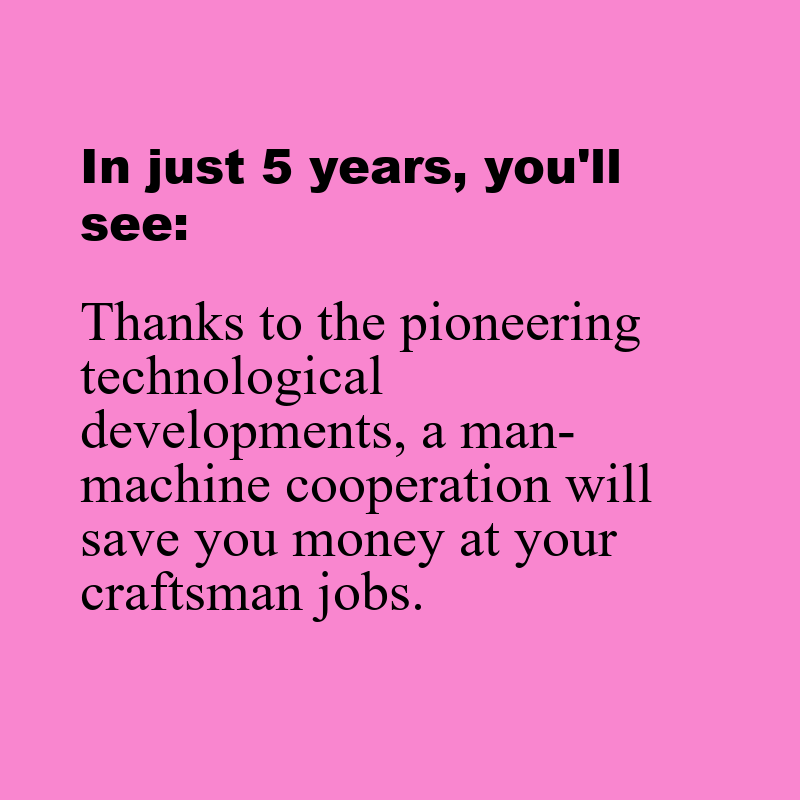 In just 5 years, you'll
see:
Thanks to the pioneering
technological
developments, a man-
machine cooperation will
save you money at your
craftsman jobs.